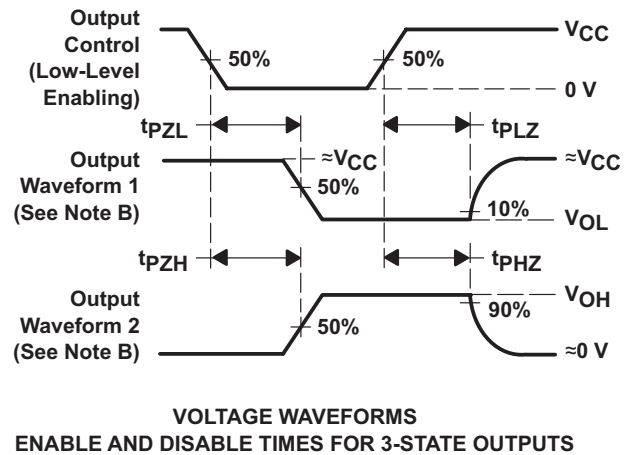 Output
Control
(Low-Level
Enabling)
50%
50%
VCC
0 V
tPZL
tPLZ
Output
Waveform 1
(See Note B)
≈VCC
50%
≈VCC
10%
VOL
tPZH
tPHZ
Output
Waveform 2
(See Note B)
50%
VOH
90%
≈0 V
VOLTAGE WAVEFORMS
ENABLE AND DISABLE TIMES FOR 3-STATE OUTPUTS